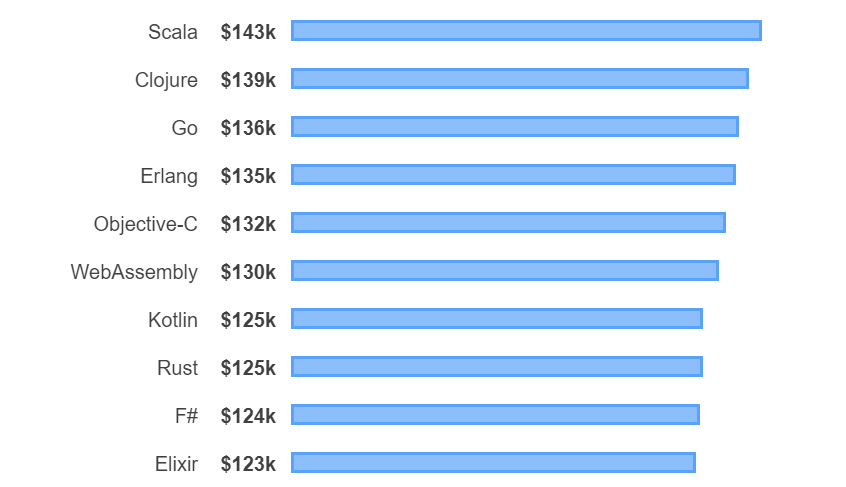 Scala $143k
Clojure $139k
Go $136k
Erlang $135k
Objective-C $132k
WebAssembly $130k
Kotlin $125k
Rust $125k
F# $124k
Elixir $123k